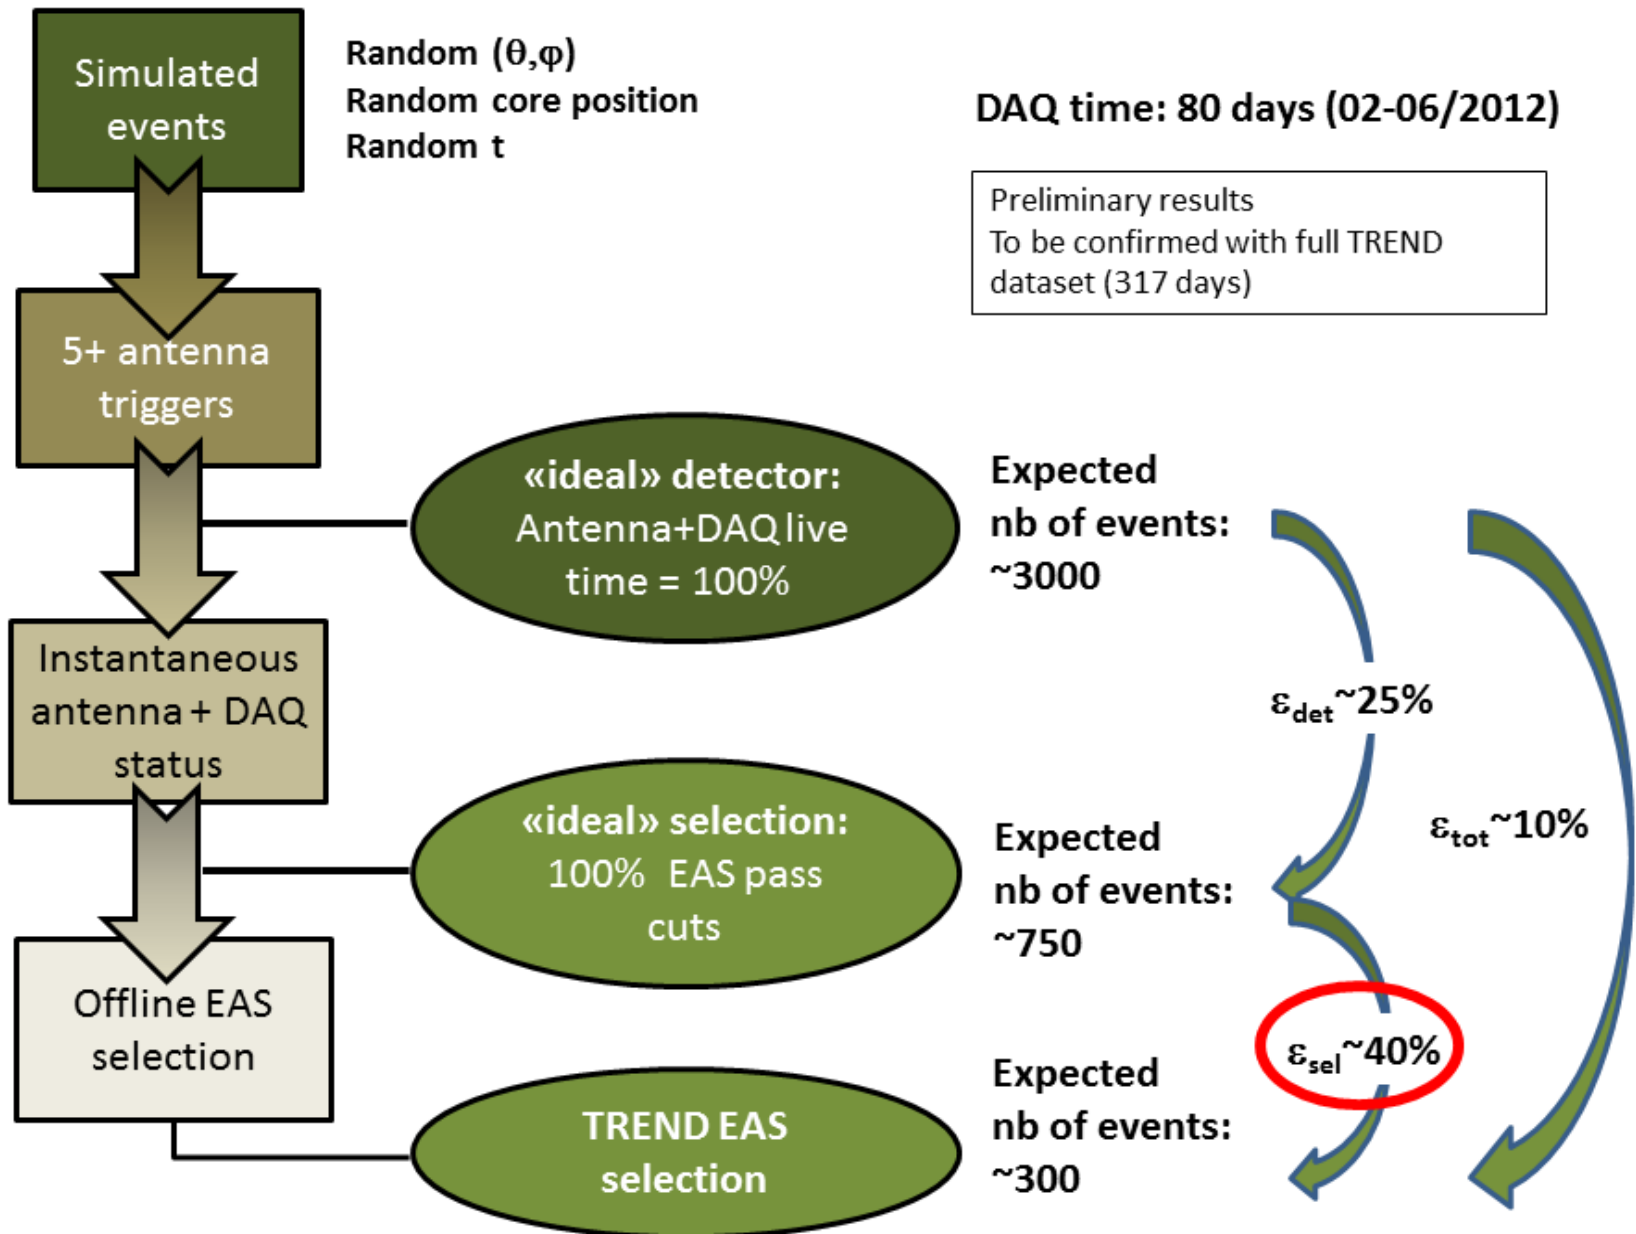 Simulated
events
Random (θ,φ)
Random core position
Random t
DAQ time: 80 days (02-06/2012)
Preliminary results
To be confirmed with full TREND
dataset (317 days)
5+ antenna
triggers
«ideal» detector:
Antenna+DAQ live
time = 100%
Expected
nb of events:
~3000
Instantaneous
antenna + DAQ
status
εdet~25%
«ideal» selection:
100% EAS pass
cuts
Expected
nb of events:
~750
εtot~10%
Offline EAS
selection
εsel~40%
TREND EAS
selection
Expected
nb of events:
~300